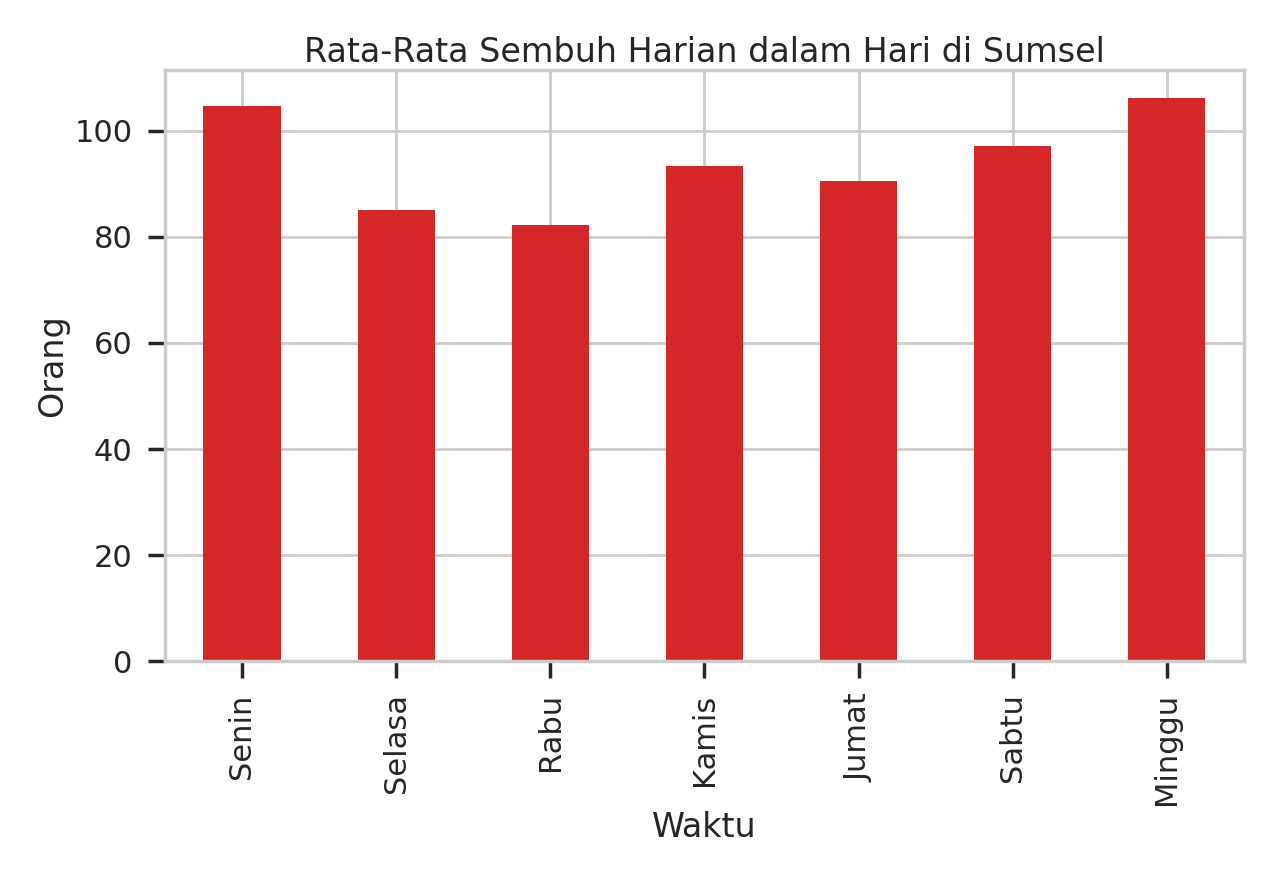 Rata-Rata Sembuh Harian dalam Hari di Sumsel
Orang
100
80
60
40
20
0
Senin
Selasa
Rabu
Kamis
Jumat
Sabtu
Minggu
Waktu